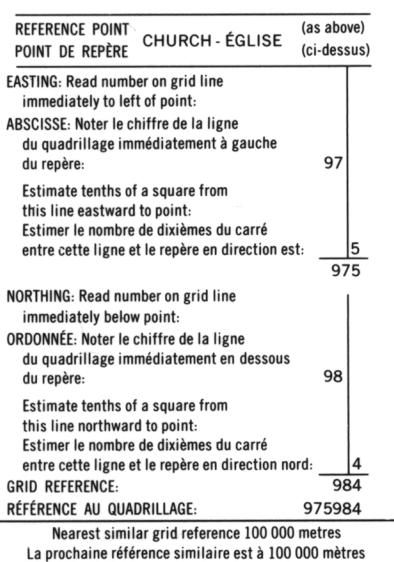 REFERENCE POINT CHURCH - ÉGLISE (as above)
POINT DE REPÈRE (ci-dessus)
EASTING: Read number on grid line
immediately to left of point:
ABSCISSE: Noter le chiffre de la ligne
du quadrillage immédiatement à gauche
du repère: 97
Estimate tenths of a square from
this line eastward to point:
Estimer le nombre de dixièmes du carré
entre cette ligne et le repère en direction est: 5
975
NORTHING: Read number on grid line
immediately below point:
ORDONNÉE: Noter le chiffre de la ligne
du quadrillage immédiatement en dessous
du repère: 98
Estimate tenths of a square from
this line northward to point:
Estimer le nombre de dixièmes du carré
entre cette ligne et le repère en direction nord: 4
GRID REFERENCE: 984
RÉFÉRENCE AU QUADRILLAGE: 975984
Nearest similar grid reference 100 000 metres
La prochaine référence similaire est à 100 000 mètres